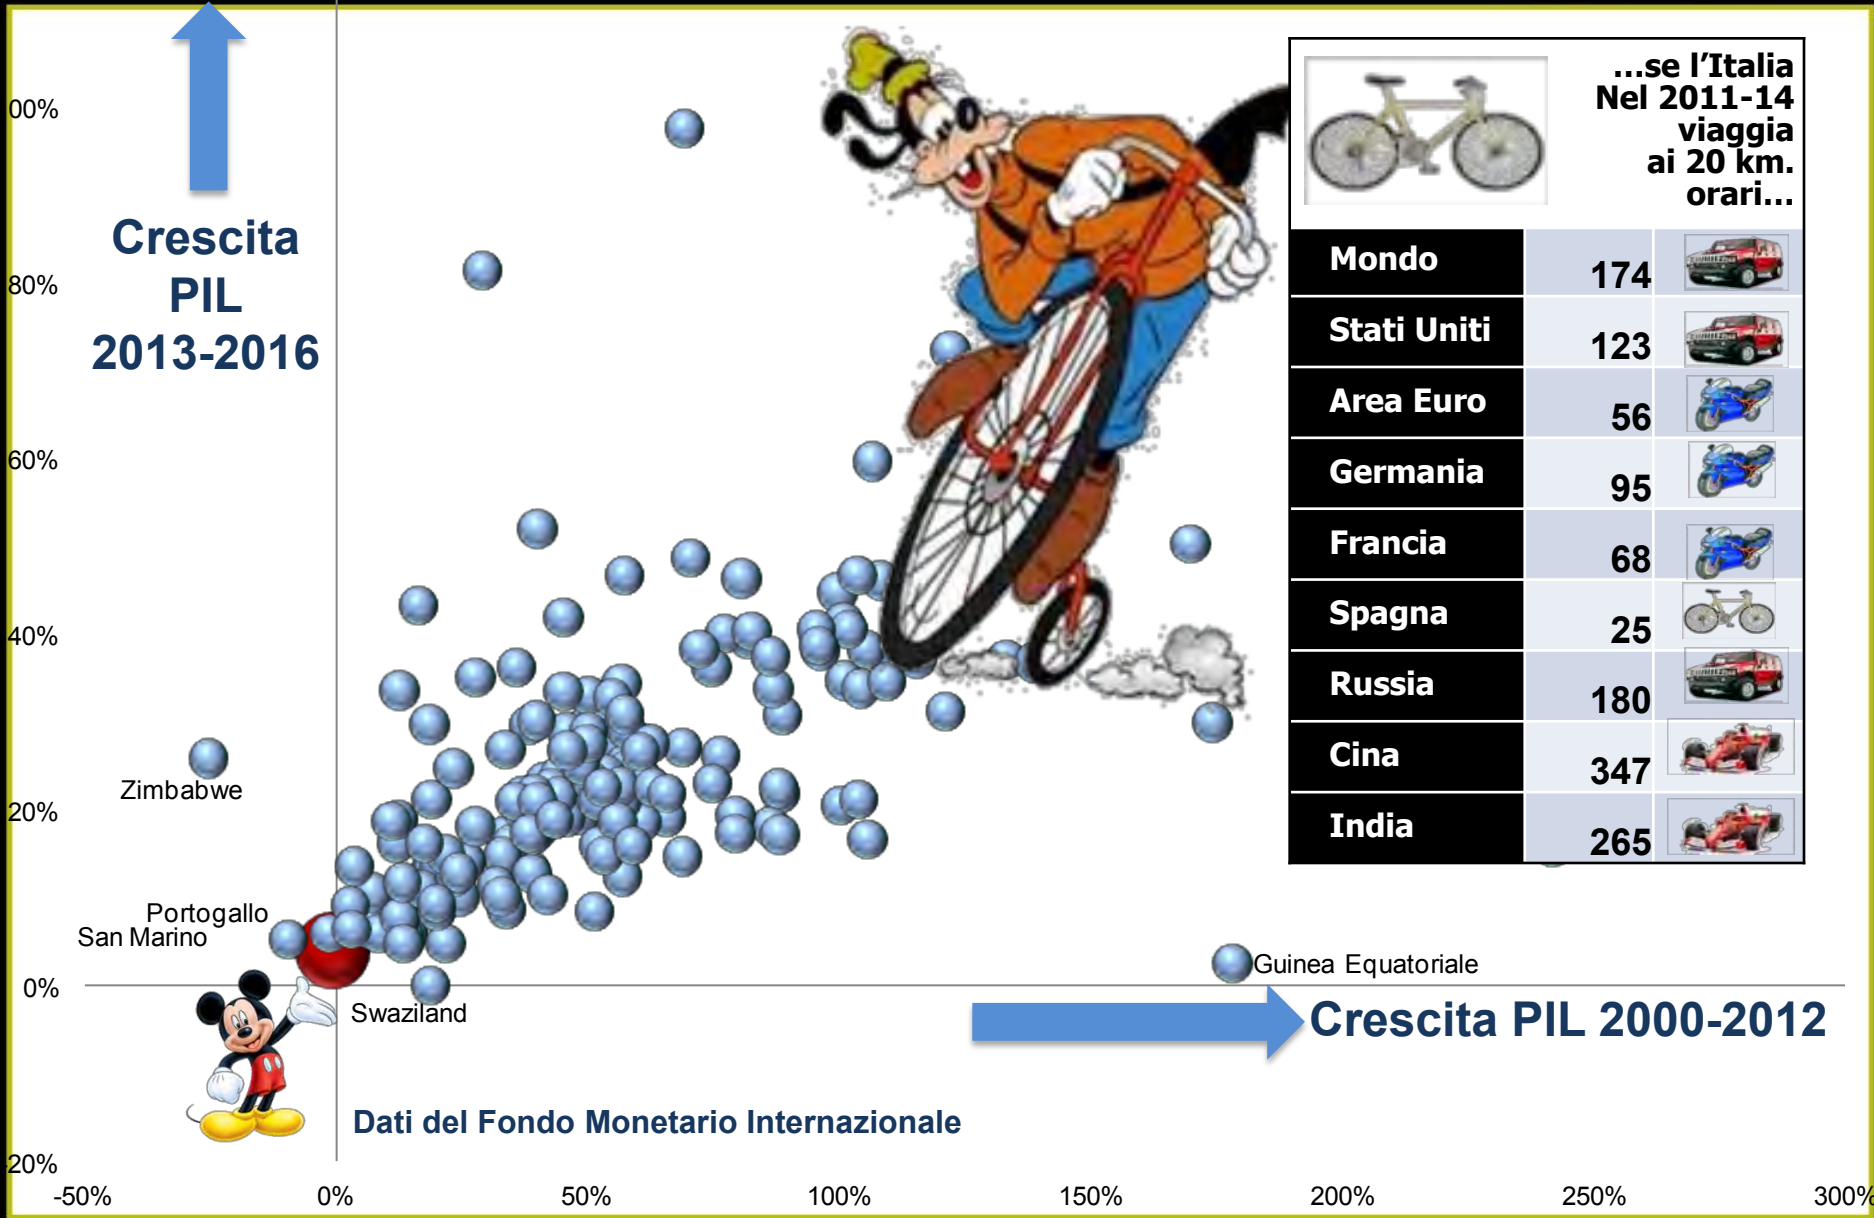 Crescita
PIL
2013-2016
00%
80%
60%
40%
20%
0%
20%
-50%
0%
50%
100%
150%
200%
250%
300%
Zimbabwe
Portogallo
San Marino
Swaziland
Guinea Equatoriale
Crescita PIL 2000-2012
Dati del Fondo Monetario Internazionale
...se l'Italia
Nel 2011-14
viaggia
ai 20 km.
orari...
Mondo 174
Stati Uniti 123
Area Euro 56
Germania 95
Francia 68
Spagna 25
Russia 180
Cina 347
India 265